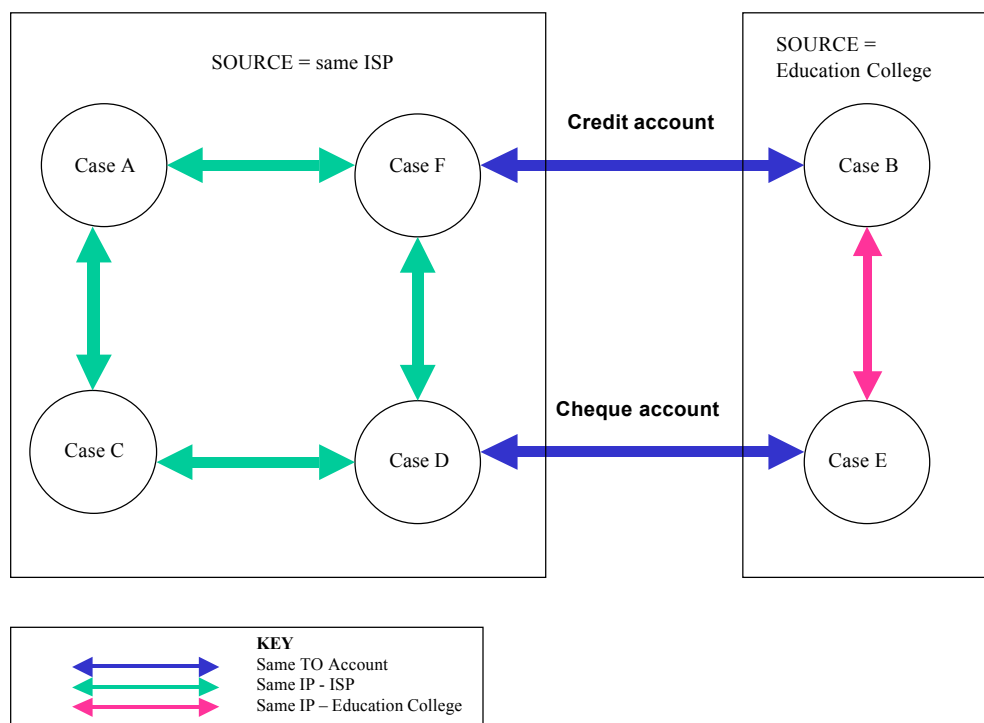 SOURCE = same ISP
SOURCE =
Education College
Credit account
Case A
Case F
Case B
Cheque account
Case C
Case D
Case E
KEY
Same TO Account
Same IP - ISP
Same IP – Education College